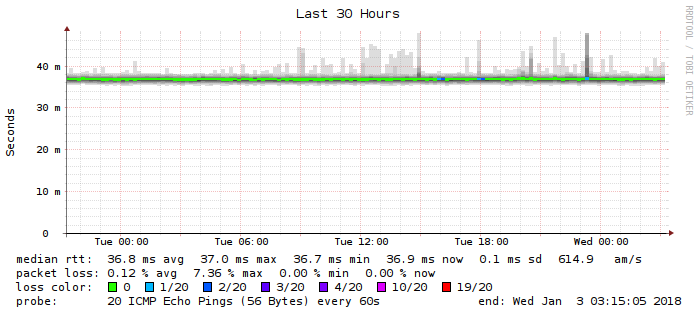 Last 30 Hours
RRDTOOL / TOBI OETIKER
Seconds
40 m
30 m
20 m
10 m
0
Tue 00:00 Tue 06:00 Tue 12:00 Tue 18:00 Wed 00:00
median rtt: 36.8 ms avg 37.0 ms max 36.7 ms min 36.9 ms now 0.1 ms sd 614.9 am/s
packet loss: 0.12 % avg 7.36 % max 0.00 % min 0.00 % now
loss color: 0 1/20 2/20 3/20 4/20 10/20 19/20
probe: 20 ICMP Echo Pings (56 Bytes) every 60s end: Wed Jan 3 03:15:05 2018